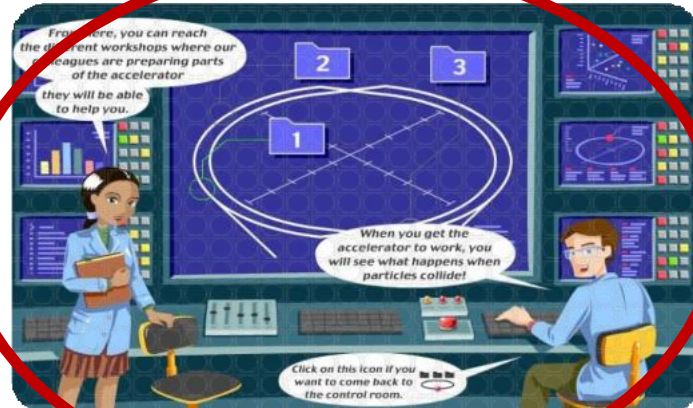 From here, you can reach
the different workshops where our
colleagues are preparing parts
of the accelerator
they will be able
to help you.
2
3
1
When you get the
accelerator to work, you
will see what happens when
particles collide!
Click on this icon if you
want to come back to
the control room.